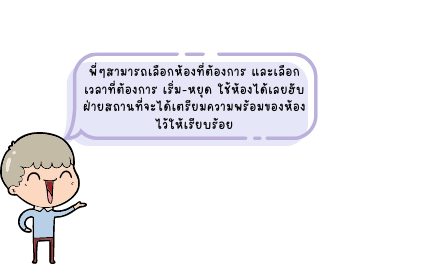 พี่ๆสามารถเลือกห้องที่ต้องการ และเลือก
เวลาที่ต้องการ เริ่ม-หยุด ใช้ห้องได้เลยฮับ
ฝ่ายสถานที่จะได้เตรียมความพร้อมของห้อง
ไว้ให้เรียบร้อย